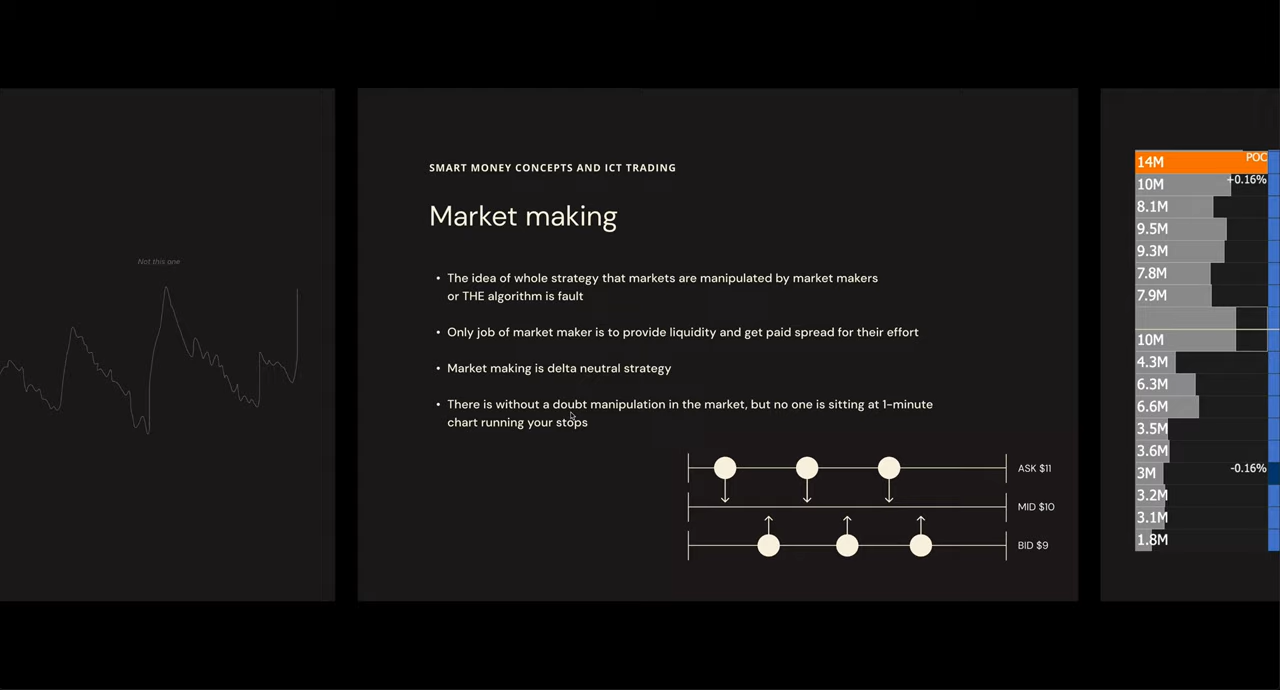 Not this one
SMART MONEY CONCEPTS AND ICT TRADING
Market making
• The idea of whole strategy that markets are manipulated by market makers
or THE algorithm is fault
• Only job of market maker is to provide liquidity and get paid spread for their effort
• Market making is delta neutral strategy
• There is without a doubt manipulation in the market, but no one is sitting at 1-minute
chart running your stops
ASK $11
MID $10
BID $9
14M
POC
10M
+0.16%
8.1M
9.5M
9.3M
7.8M
7.9M
10M
4.3M
6.3M
6.6M
3.5M
3.6M
3M
-0.16%
3.2M
3.1M
1.8M